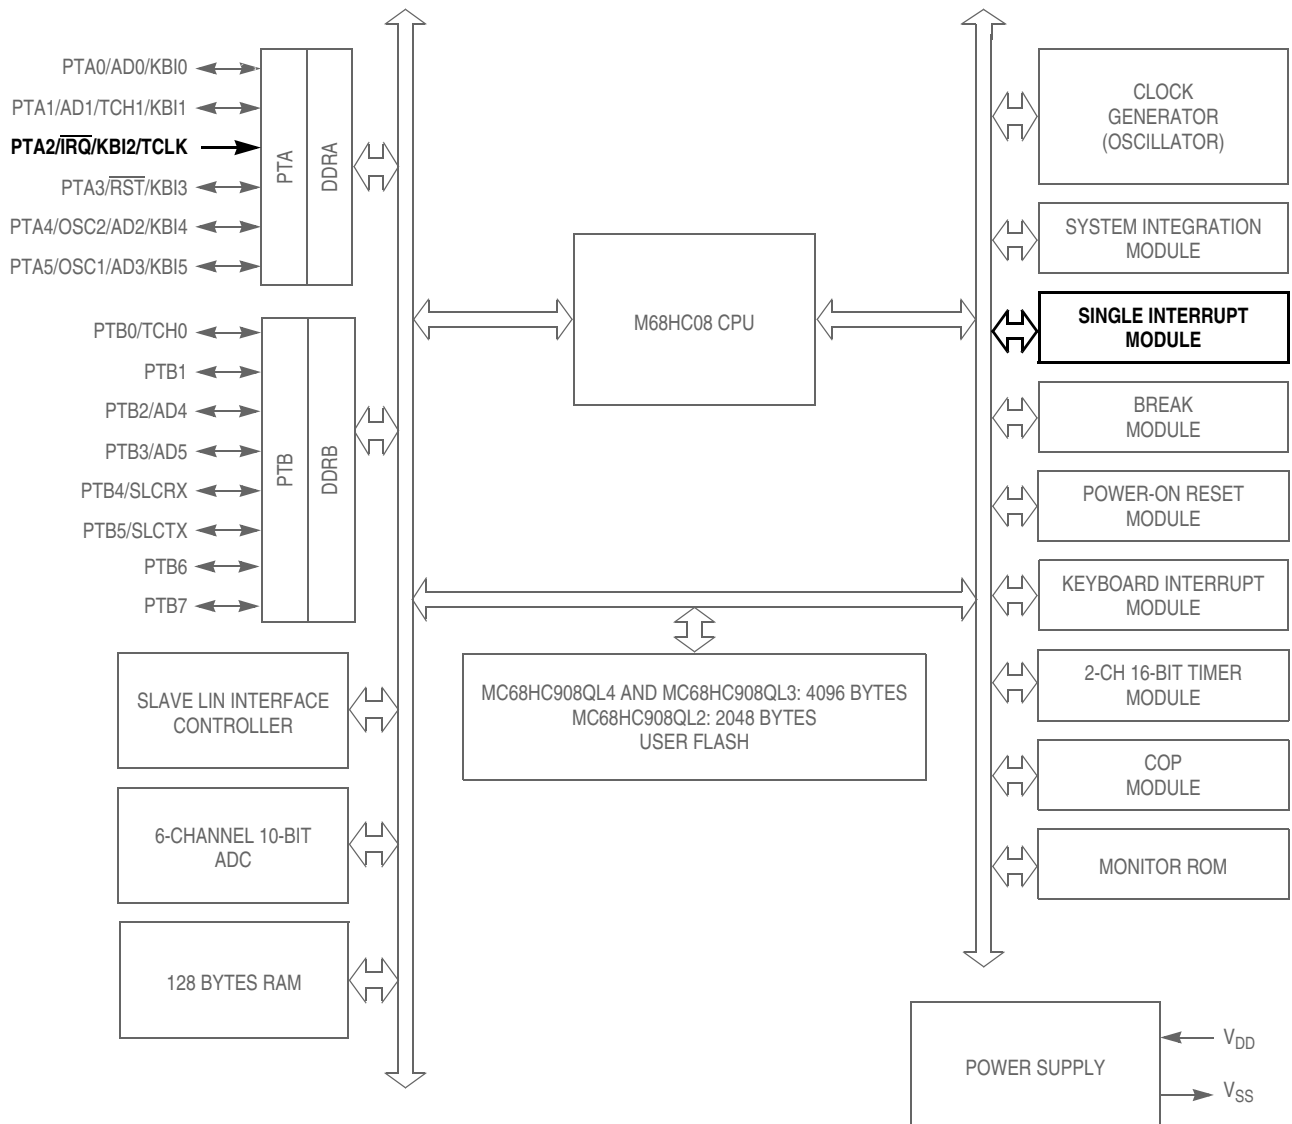 PTA0/AD0/KBI0
PTA1/AD1/TCH1/KBI1
PTA2/IRQ/KBI2/TCLK
PTA3/RST/KBI3
PTA4/OSC2/AD2/KBI4
PTA5/OSC1/AD3/KBI5
PTA
DDRA
PTB0/TCH0
PTB1
PTB2/AD4
PTB3/AD5
PTB4/SLCRX
PTB5/SLCTX
PTB6
PTB7
PTB
DDRB
SLAVE LIN INTERFACE
CONTROLLER
6-CHANNEL 10-BIT
ADC
128 BYTES RAM
M68HC08 CPU
MC68HC908QL4 AND MC68HC908QL3: 4096 BYTES
MC68HC908QL2: 2048 BYTES
USER FLASH
CLOCK
GENERATOR
(OSCILLATOR)
SYSTEM INTEGRATION
MODULE
SINGLE INTERRUPT
MODULE
BREAK
MODULE
POWER-ON RESET
MODULE
KEYBOARD INTERRUPT
MODULE
2-CH 16-BIT TIMER
MODULE
COP
MODULE
MONITOR ROM
POWER SUPPLY
VDD
VSS